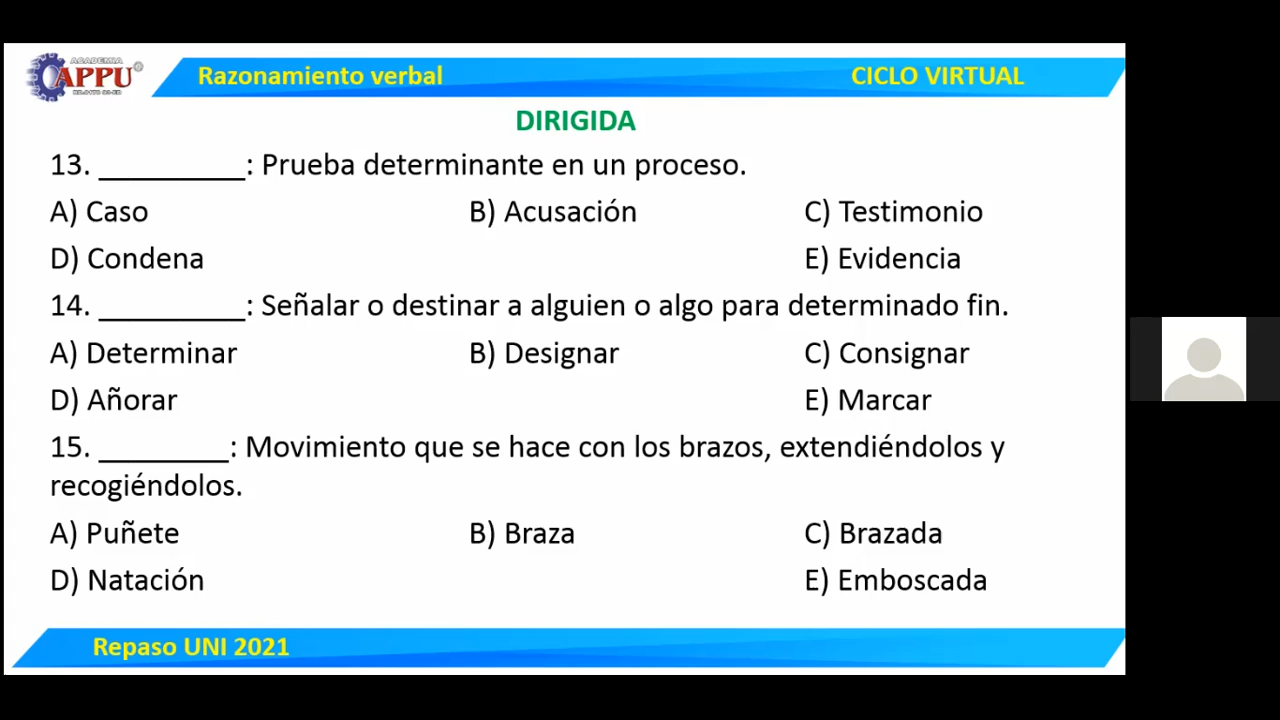 ACADEMIA
APPU
Razonamiento verbal
CICLO VIRTUAL
DIRIGIDA
13. _________: Prueba determinante en un proceso.
A) Caso B) Acusación C) Testimonio
D) Condena E) Evidencia
14. _________: Señalar o destinar a alguien o algo para determinado fin.
A) Determinar B) Designar C) Consignar
D) Añorar E) Marcar
15. ________: Movimiento que se hace con los brazos, extendiéndolos y
recogiéndolos.
A) Puñete B) Braza C) Brazada
D) Natación E) Emboscada
Repaso UNI 2021